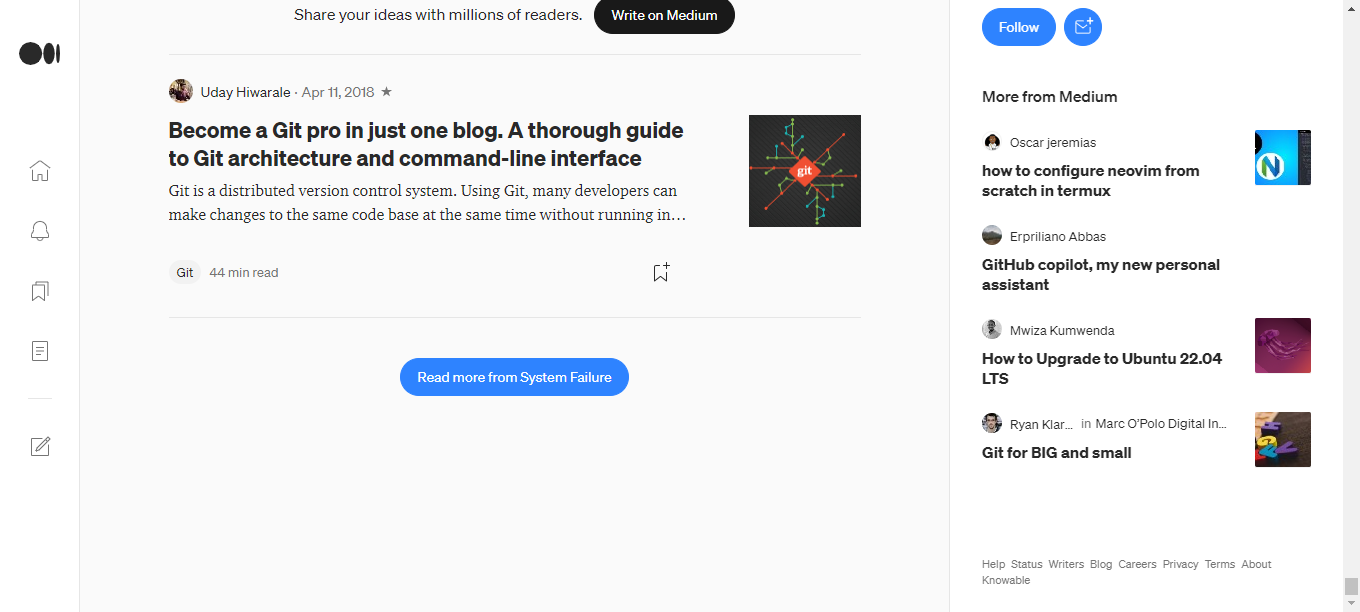 Share your ideas with millions of readers.
Write on Medium
Uday Hiwarale · Apr 11, 2018 ★
Become a Git pro in just one blog. A thorough guide
to Git architecture and command-line interface
Git is a distributed version control system. Using Git, many developers can
make changes to the same code base at the same time without running in…
git
Git
44 min read
Read more from System Failure
Follow
More from Medium
Oscar jeremias
how to configure neovim from
scratch in termux
Erpriliano Abbas
GitHub copilot, my new personal
assistant
Mwiza Kumwenda
How to Upgrade to Ubuntu 22.04
LTS
Ryan Klar… in Marc O'Polo Digital In…
Git for BIG and small
Help Status Writers Blog Careers Privacy Terms About
Knowable